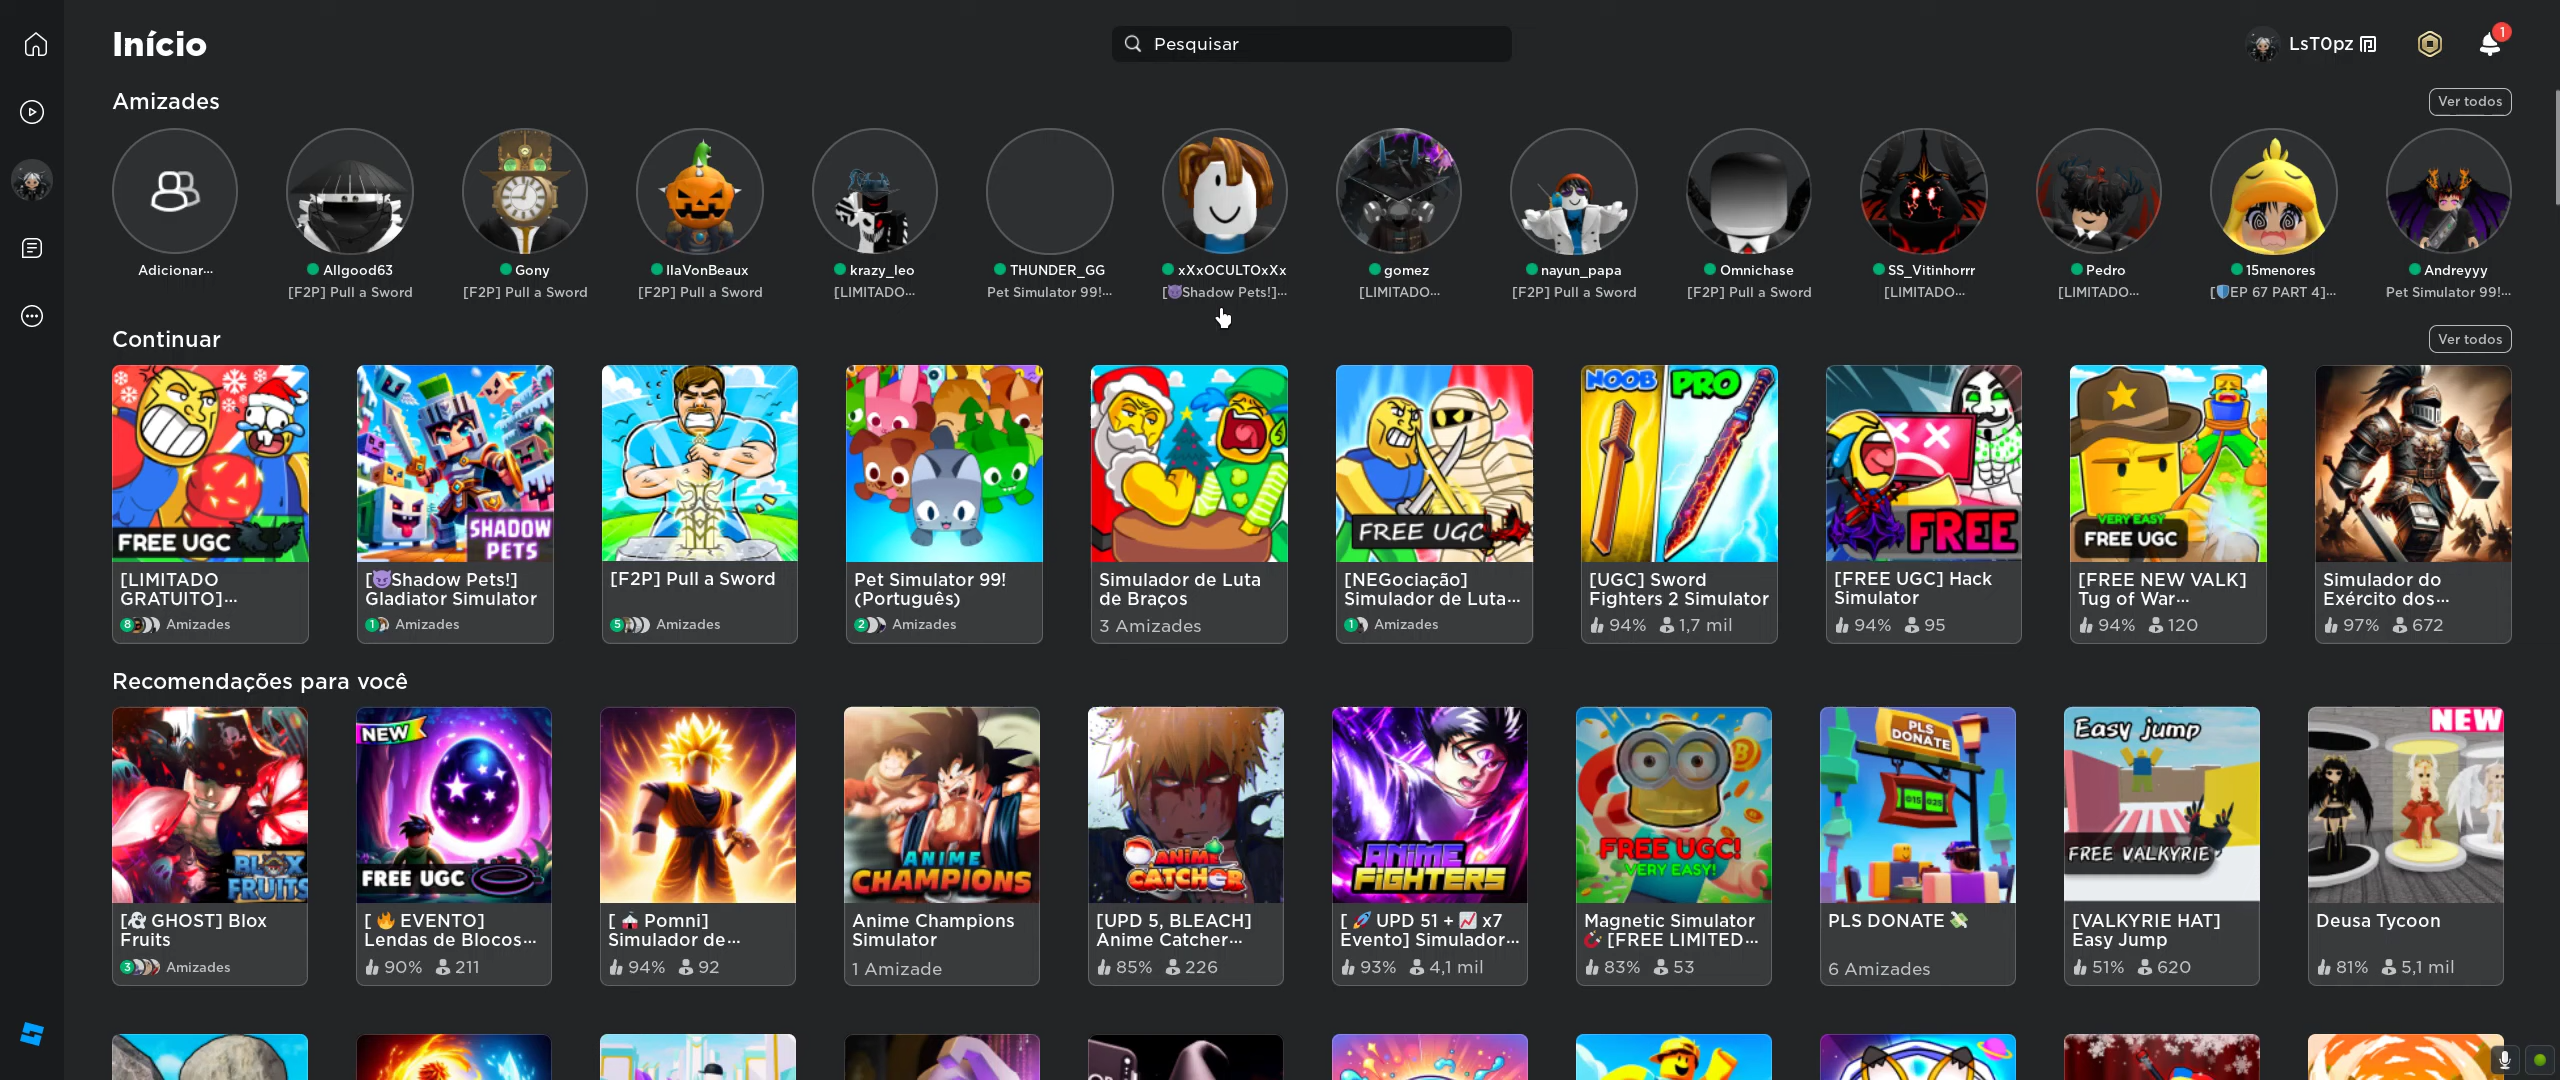 Início
Pesquisar
LsT0pz
1
Amizades
Ver todos
Adicionar···
Allgood63
[F2P] Pull a Sword
Gony
[F2P] Pull a Sword
IlaVonBeaux
[F2P] Pull a Sword
krazy_leo
[LIMITADO···
THUNDER_GG
Pet Simulator 99!···
xXxOCULTOxXx
[😈Shadow Pets!]···
gomez
[LIMITADO···
nayun_papa
[F2P] Pull a Sword
Omnichase
[F2P] Pull a Sword
SS_Vitinhorrr
[LIMITADO···
Pedro
[LIMITADO···
15menores
[🛡️EP 67 PART 4]···
Andreyyy
Pet Simulator 99!···
Continuar
Ver todos
FREE UGC
[LIMITADO
GRATUITO]···
8 Amizades
SHADOW
PETS
[😈Shadow Pets!]
Gladiator Simulator
1 Amizades
[F2P] Pull a Sword
5 Amizades
Pet Simulator 99!
(Português)
2 Amizades
Simulador de Luta
de Braços
3 Amizades
FREE UGC
[NEGociação]
Simulador de Luta···
1 Amizades
NOOB PRO
[UGC] Sword
Fighters 2 Simulator
94% 1,7 mil
FREE
[FREE UGC] Hack
Simulator
94% 95
VERY EASY
FREE UGC
[FREE NEW VALK]
Tug of War···
94% 120
Simulador do
Exército dos···
97% 672
Recomendações para você
BLOX
FRUITS
[👻 GHOST] Blox
Fruits
3 Amizades
NEW
FREE UGC
[ 🔥 EVENTO]
Lendas de Blocos···
90% 211
[ 🎪 Pomni]
Simulador de···
94% 92
ANIME
CHAMPIONS
Anime Champions
Simulator
1 Amizade
ANIME
CATCHER
[UPD 5, BLEACH]
Anime Catcher···
85% 226
ANIME
FIGHTERS
[ 🚀 UPD 51 + 📈 x7
Evento] Simulador···
93% 4,1 mil
FREE UGC!
VERY EASY!
Magnetic Simulator
🧲 [FREE LIMITED···
83% 53
PLS
DONATE
015 025
PLS DONATE 💸
6 Amizades
Easy jump
FREE VALKYRIE
[VALKYRIE HAT]
Easy Jump
51% 620
NEW
Deusa Tycoon
81% 5,1 mil